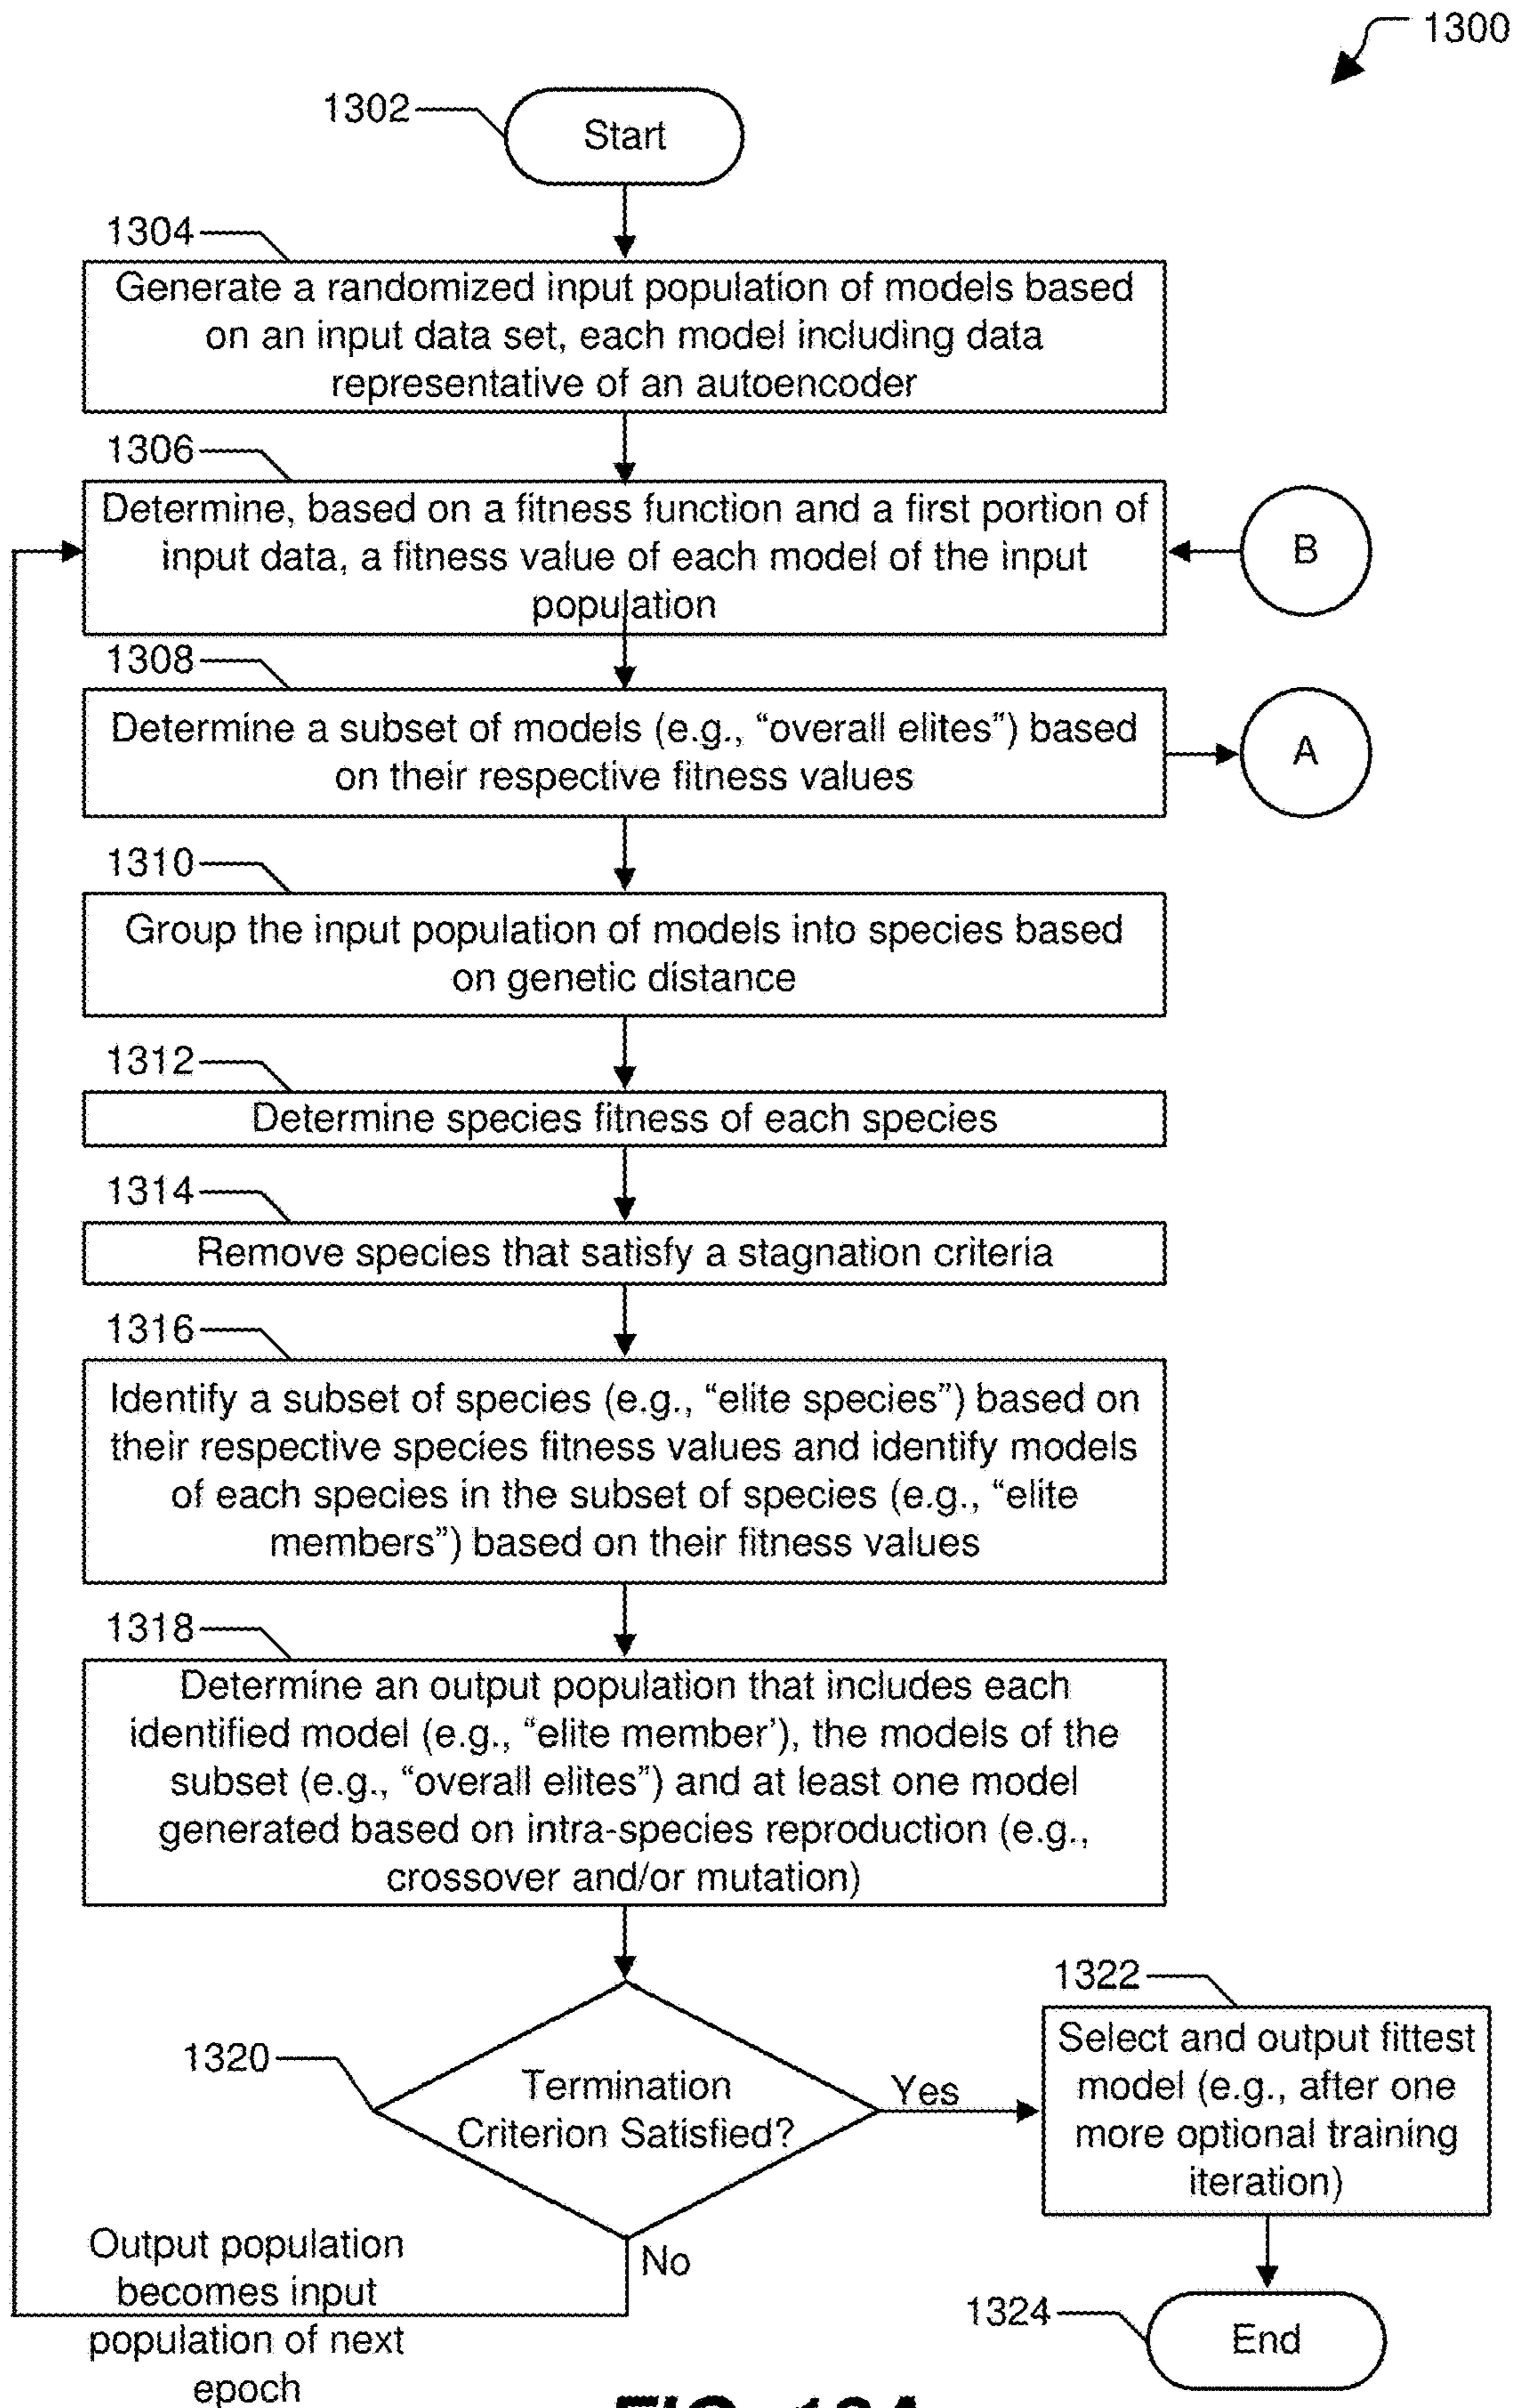 1300
1302
Start
1304
Generate a randomized input population of models based
on an input data set, each model including data
representative of an autoencoder
1306
Determine, based on a fitness function and a first portion of
input data, a fitness value of each model of the input
population
B
1308
Determine a subset of models (e.g., “overall elites”) based
on their respective fitness values
A
1310
Group the input population of models into species based
on genetic distance
1312
Determine species fitness of each species
1314
Remove species that satisfy a stagnation criteria
1316
Identify a subset of species (e.g., “elite species”) based on
their respective species fitness values and identify models
of each species in the subset of species (e.g., “elite
members”) based on their fitness values
1318
Determine an output population that includes each
identified model (e.g., “elite member’), the models of the
subset (e.g., “overall elites”) and at least one model
generated based on intra-species reproduction (e.g.,
crossover and/or mutation)
1320
Termination
Criterion Satisfied?
Yes
1322
Select and output fittest
model (e.g., after one
more optional training
iteration)
No
Output population
becomes input
population of next
epoch
1324
End